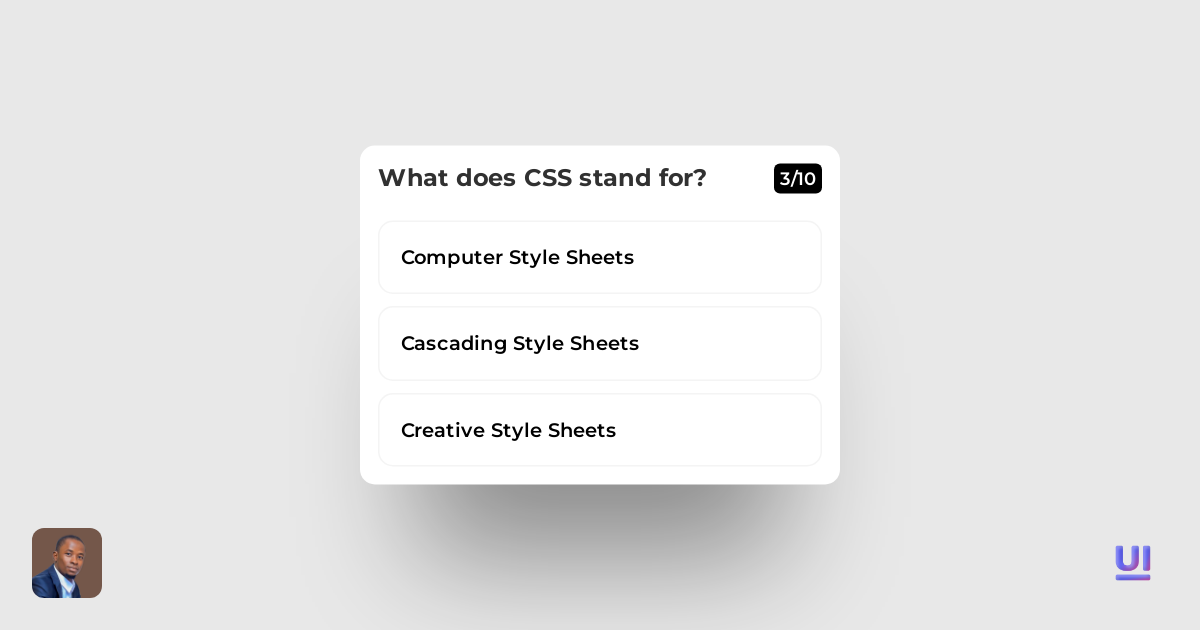 What does CSS stand for?
3/10
Computer Style Sheets
Cascading Style Sheets
Creative Style Sheets
UI